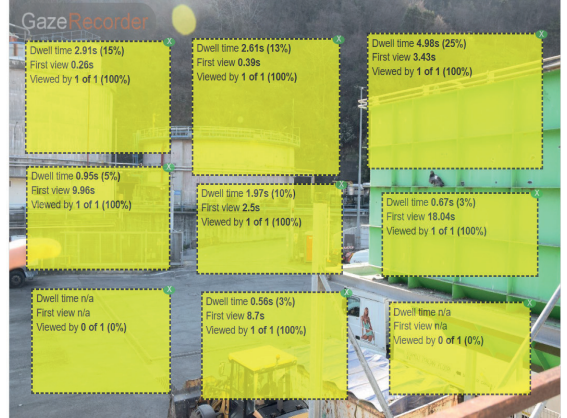 GazeRecorder
Dwell time 2.91s (15%)
First view 0.26s
Viewed by 1 of 1 (100%)
X
Dwell time 2.61s (13%)
First view 0.39s
Viewed by 1 of 1 (100%)
X
Dwell time 4.98s (25%)
First view 3.43s
Viewed by 1 of 1 (100%)
X
Dwell time 0.95s (5%)
First view 9.96s
Viewed by 1 of 1 (100%)
X
Dwell time 1.97s (10%)
First view 2.5s
Viewed by 1 of 1 (100%)
X
Dwell time 0.67s (3%)
First view 18.04s
Viewed by 1 of 1 (100%)
X
Dwell time n/a
First view n/a
Viewed by 0 of 1 (0%)
X
Dwell time 0.56s (3%)
First view 8.7s
Viewed by 1 of 1 (100%)
X
Dwell time n/a
First view n/a
Viewed by 0 of 1 (0%)
X